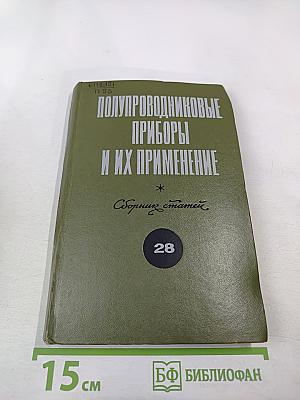 ПОЛУПРОВОДНИКОВЫЕ
ПРИБОРЫ
И ИХ ПРИМЕНЕНИЕ
*
Сборник статей
28
15 см
БФ БИБЛИОФАН